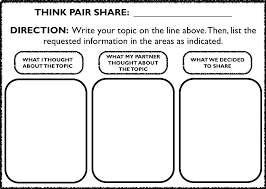 THINK PAIR SHARE:
DIRECTION: Write your topic on the line above. Then, list the
requested information in the areas as indicated.
WHAT I THOUGHT
ABOUT THE TOPIC
WHAT MY PARTNER
THOUGHT ABOUT
THE TOPIC
WHAT WE DECIDED
TO SHARE